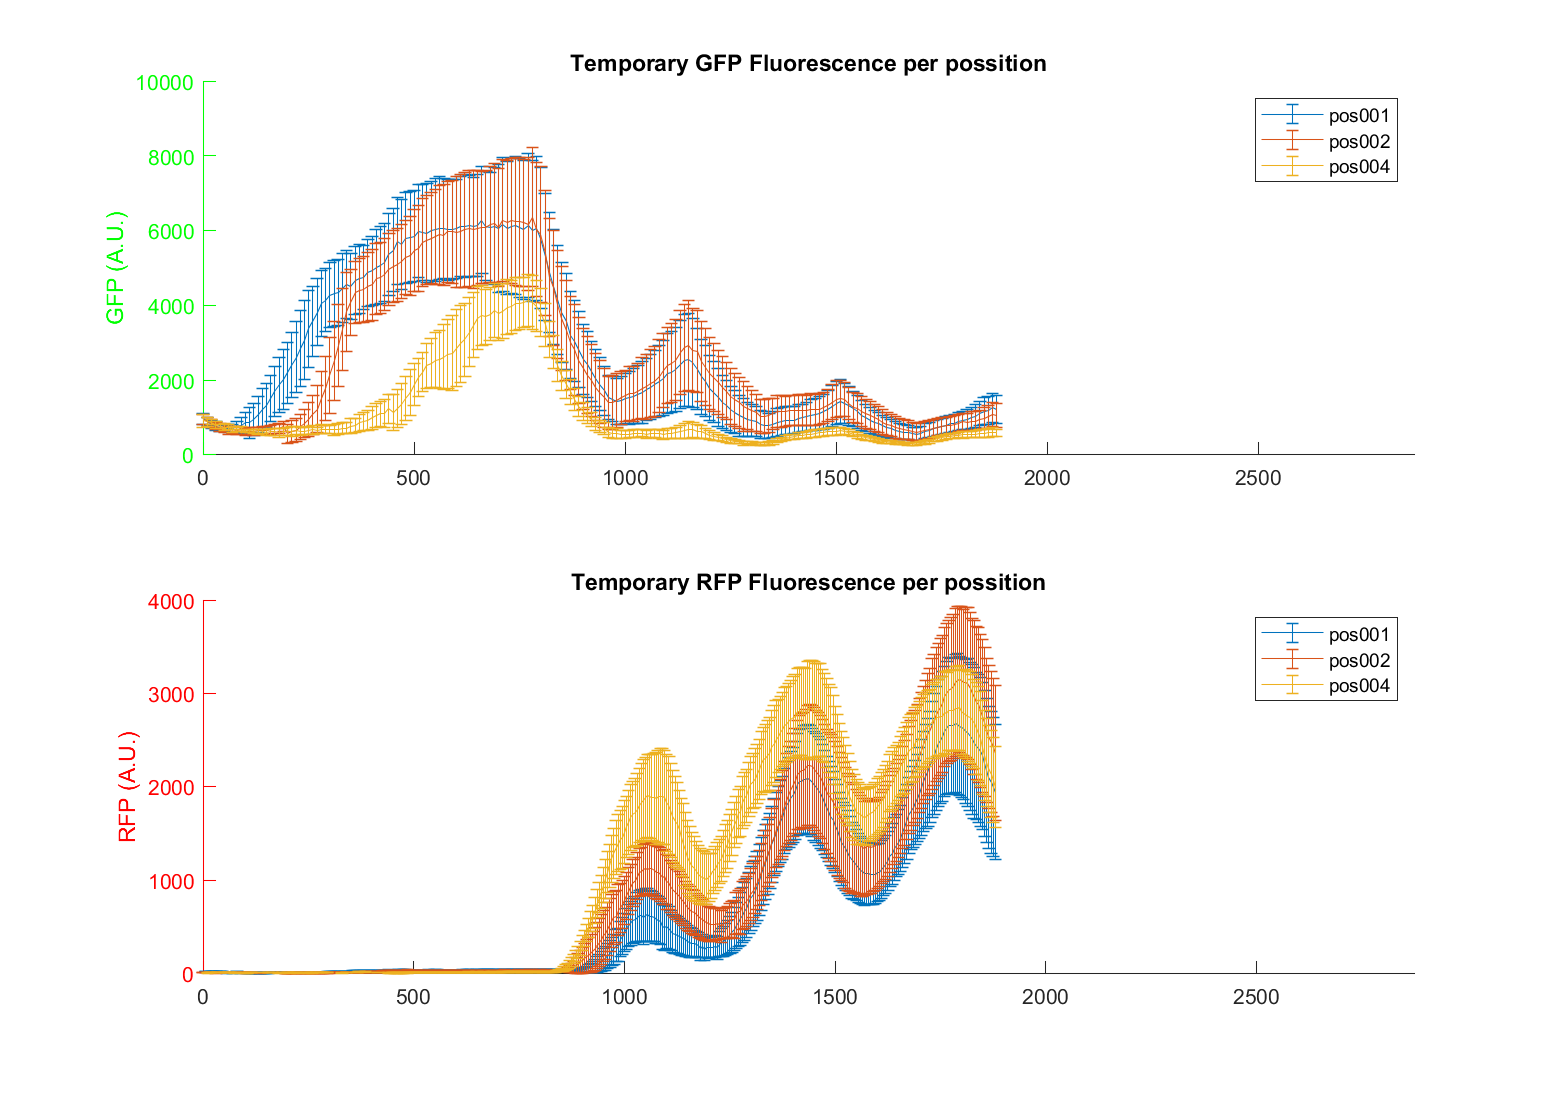 Temporary GFP Fluorescence per possition
10000
8000
6000
4000
2000
0
GFP (A.U.)
0 500 1000 1500 2000 2500
pos001
pos002
pos004
Temporary RFP Fluorescence per possition
4000
3000
2000
1000
0
RFP (A.U.)
0 500 1000 1500 2000 2500
pos001
pos002
pos004